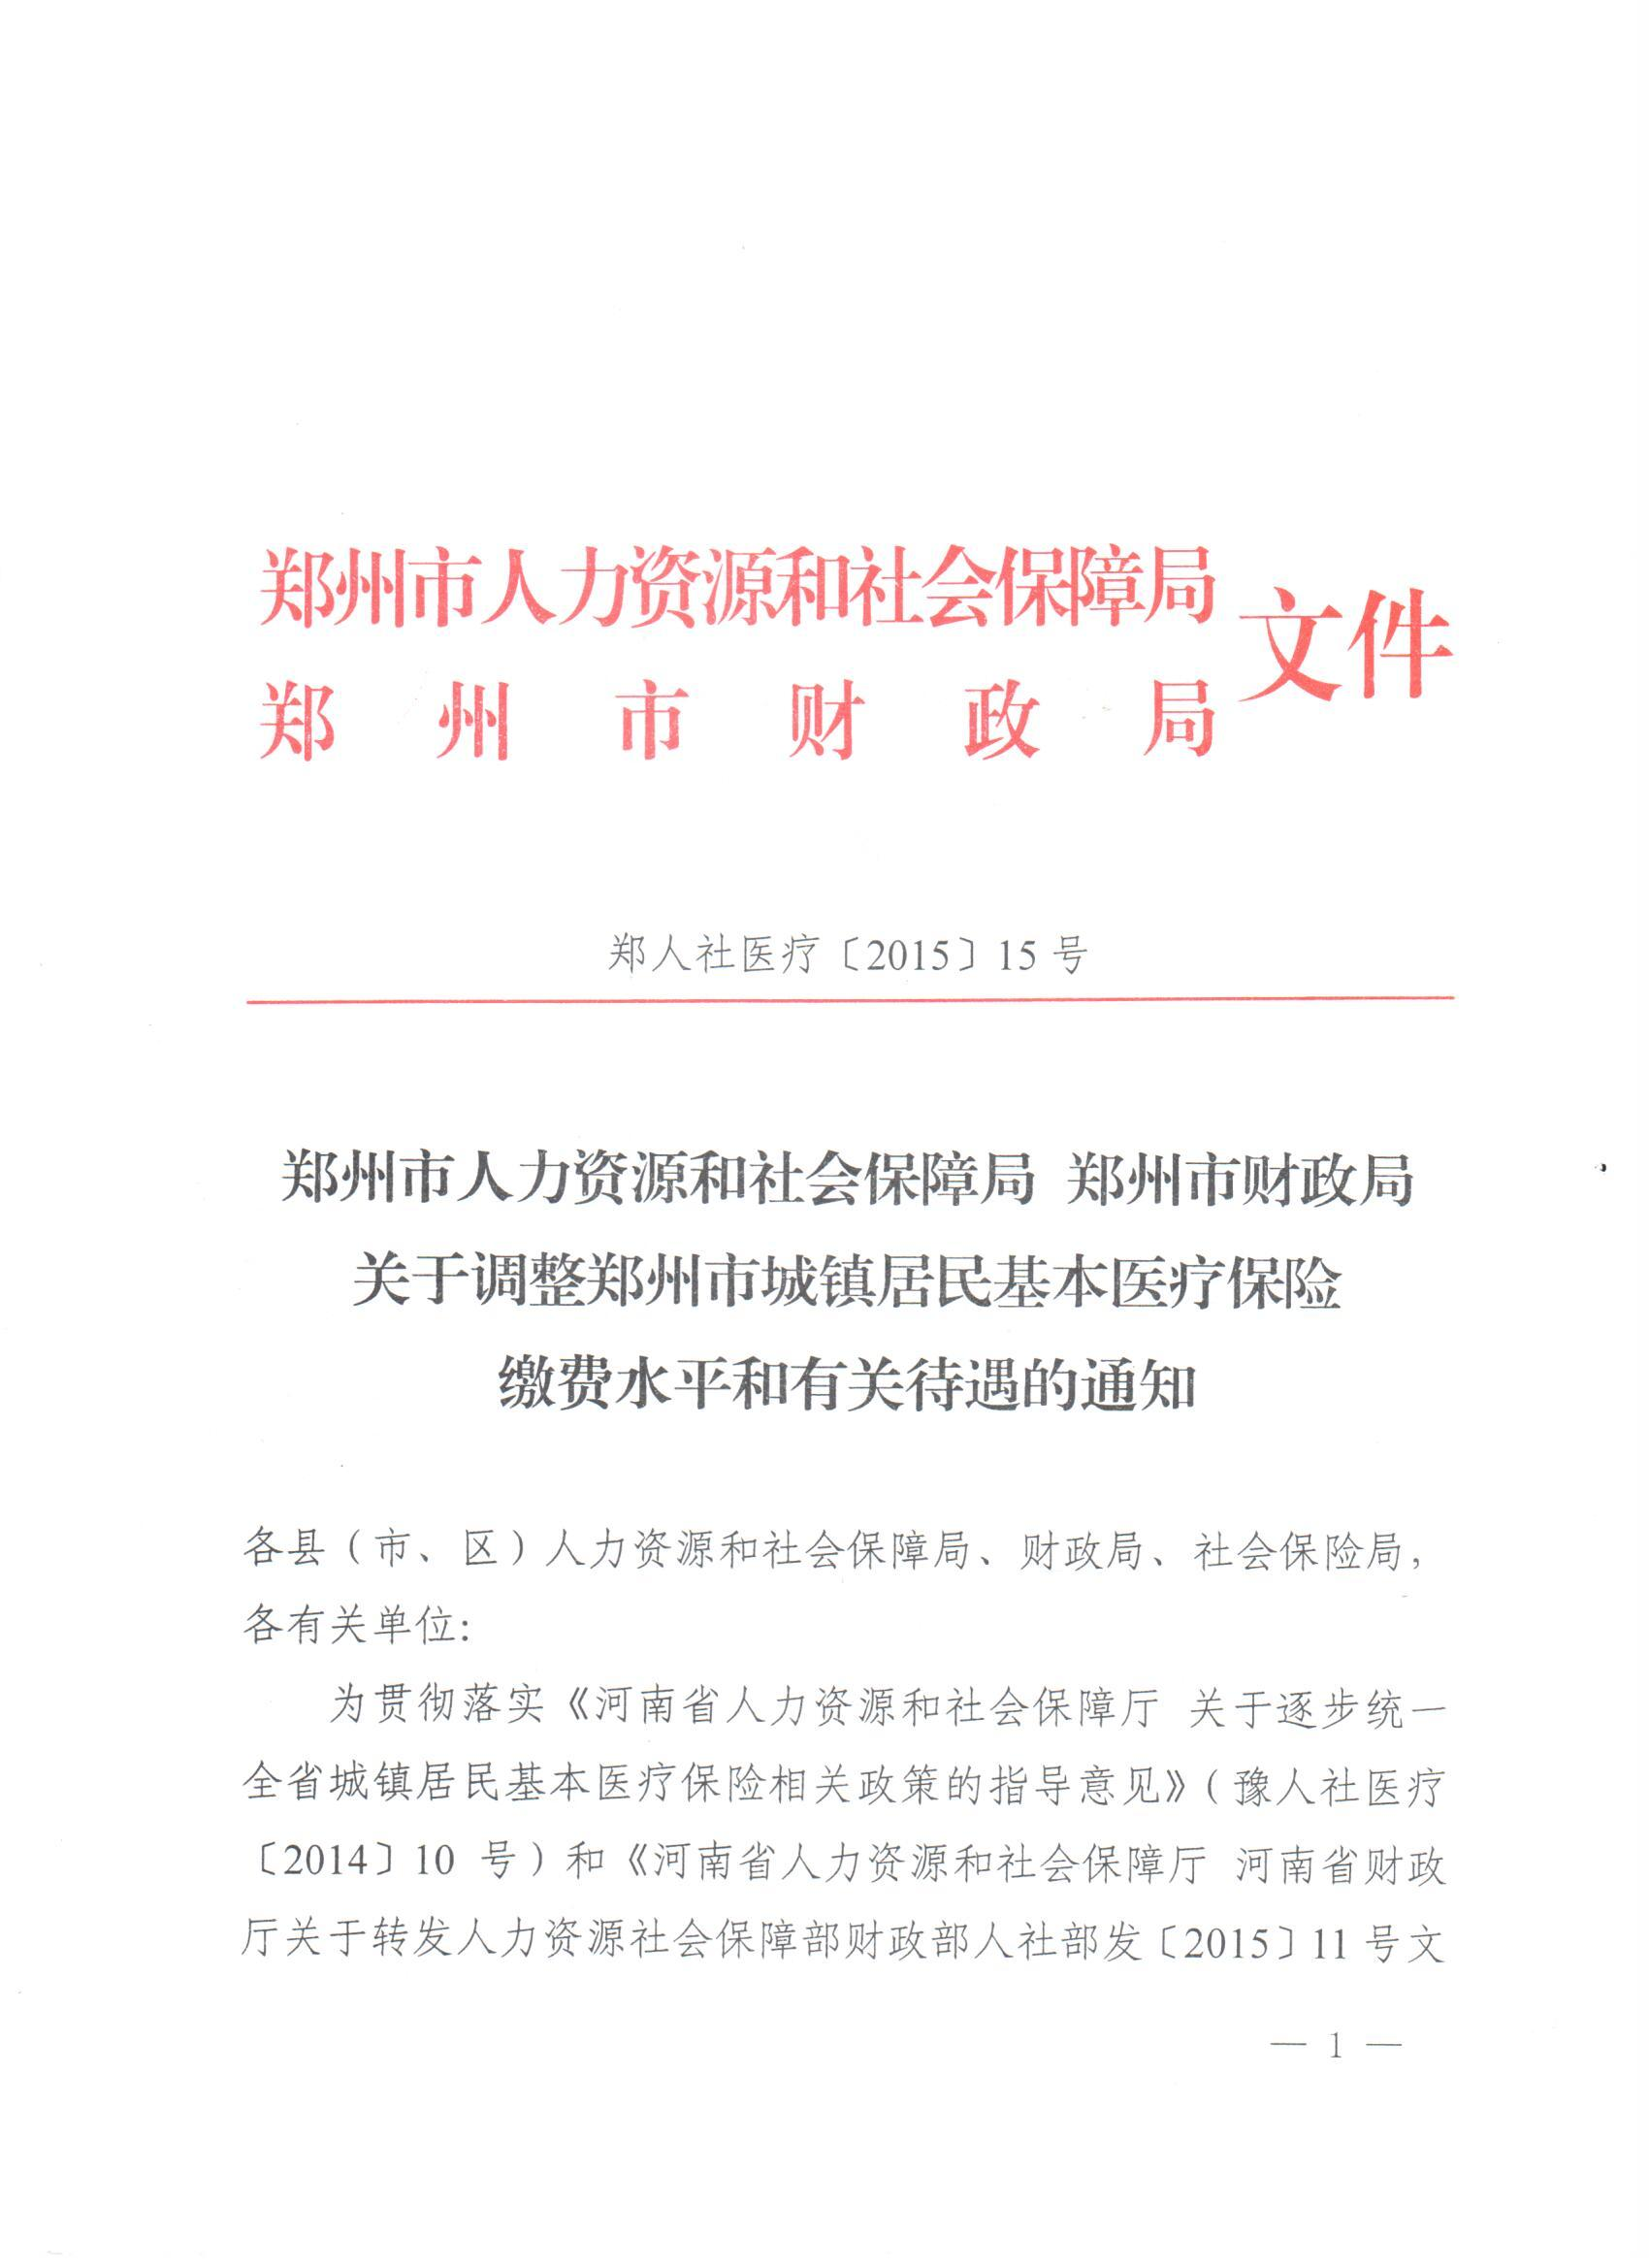 郑州市人力资源和社会保障局
郑州市财政局
文件
郑人社医疗〔2015〕15号
郑州市人力资源和社会保障局 郑州市财政局
关于调整郑州市城镇居民基本医疗保险
缴费水平和有关待遇的通知
各县（市、区）人力资源和社会保障局、财政局、社会保险局，
各有关单位：
为贯彻落实《河南省人力资源和社会保障厅 关于逐步统一
全省城镇居民基本医疗保险相关政策的指导意见》（豫人社医疗
〔2014〕10 号）和《河南省人力资源和社会保障厅 河南省财政
厅关于转发人力资源社会保障部财政部人社部发〔2015〕11号文
— 1 —